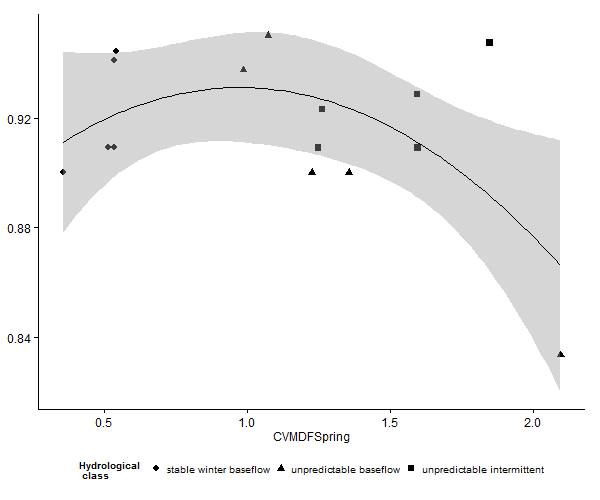 0.92
0.88
0.84
0.5 1.0 1.5 2.0
CVMDFSpring
Hydrological
class
stable winter baseflow unpredictable baseflow unpredictable intermittent